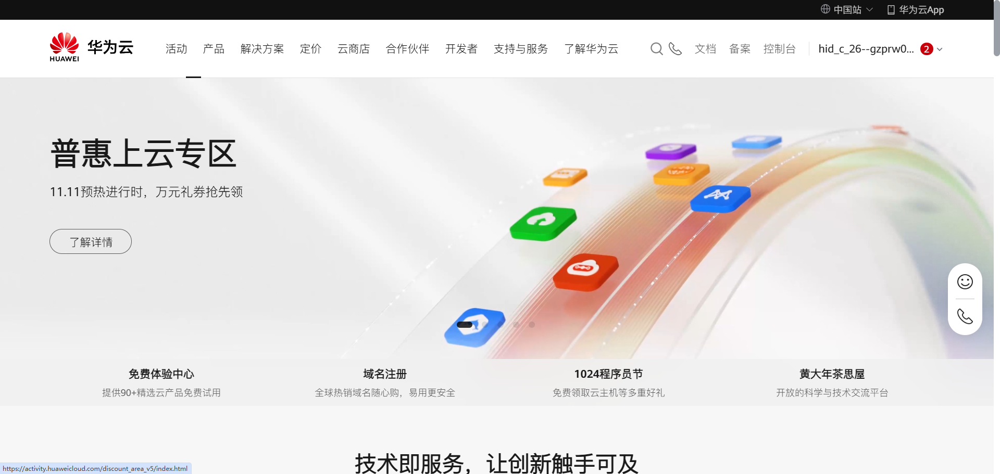 中国站
华为云App
HUAWEI
华为云
活动 产品 解决方案 定价 云商店 合作伙伴 开发者 支持与服务 了解华为云
文档 备案 控制台
hid_c_26--gzprw0...
2
普惠上云专区
11.11预热进行时，万元礼券抢先领
了解详情
免费体验中心
提供90+精选云产品免费试用
域名注册
全球热销域名随心购，易用更安全
1024程序员节
免费领取云主机等多重好礼
黄大年茶思屋
开放的科学与技术交流平台
技术即服务，让创新触手可及
https://activity.huaweicloud.com/discount_area_v5/index.html